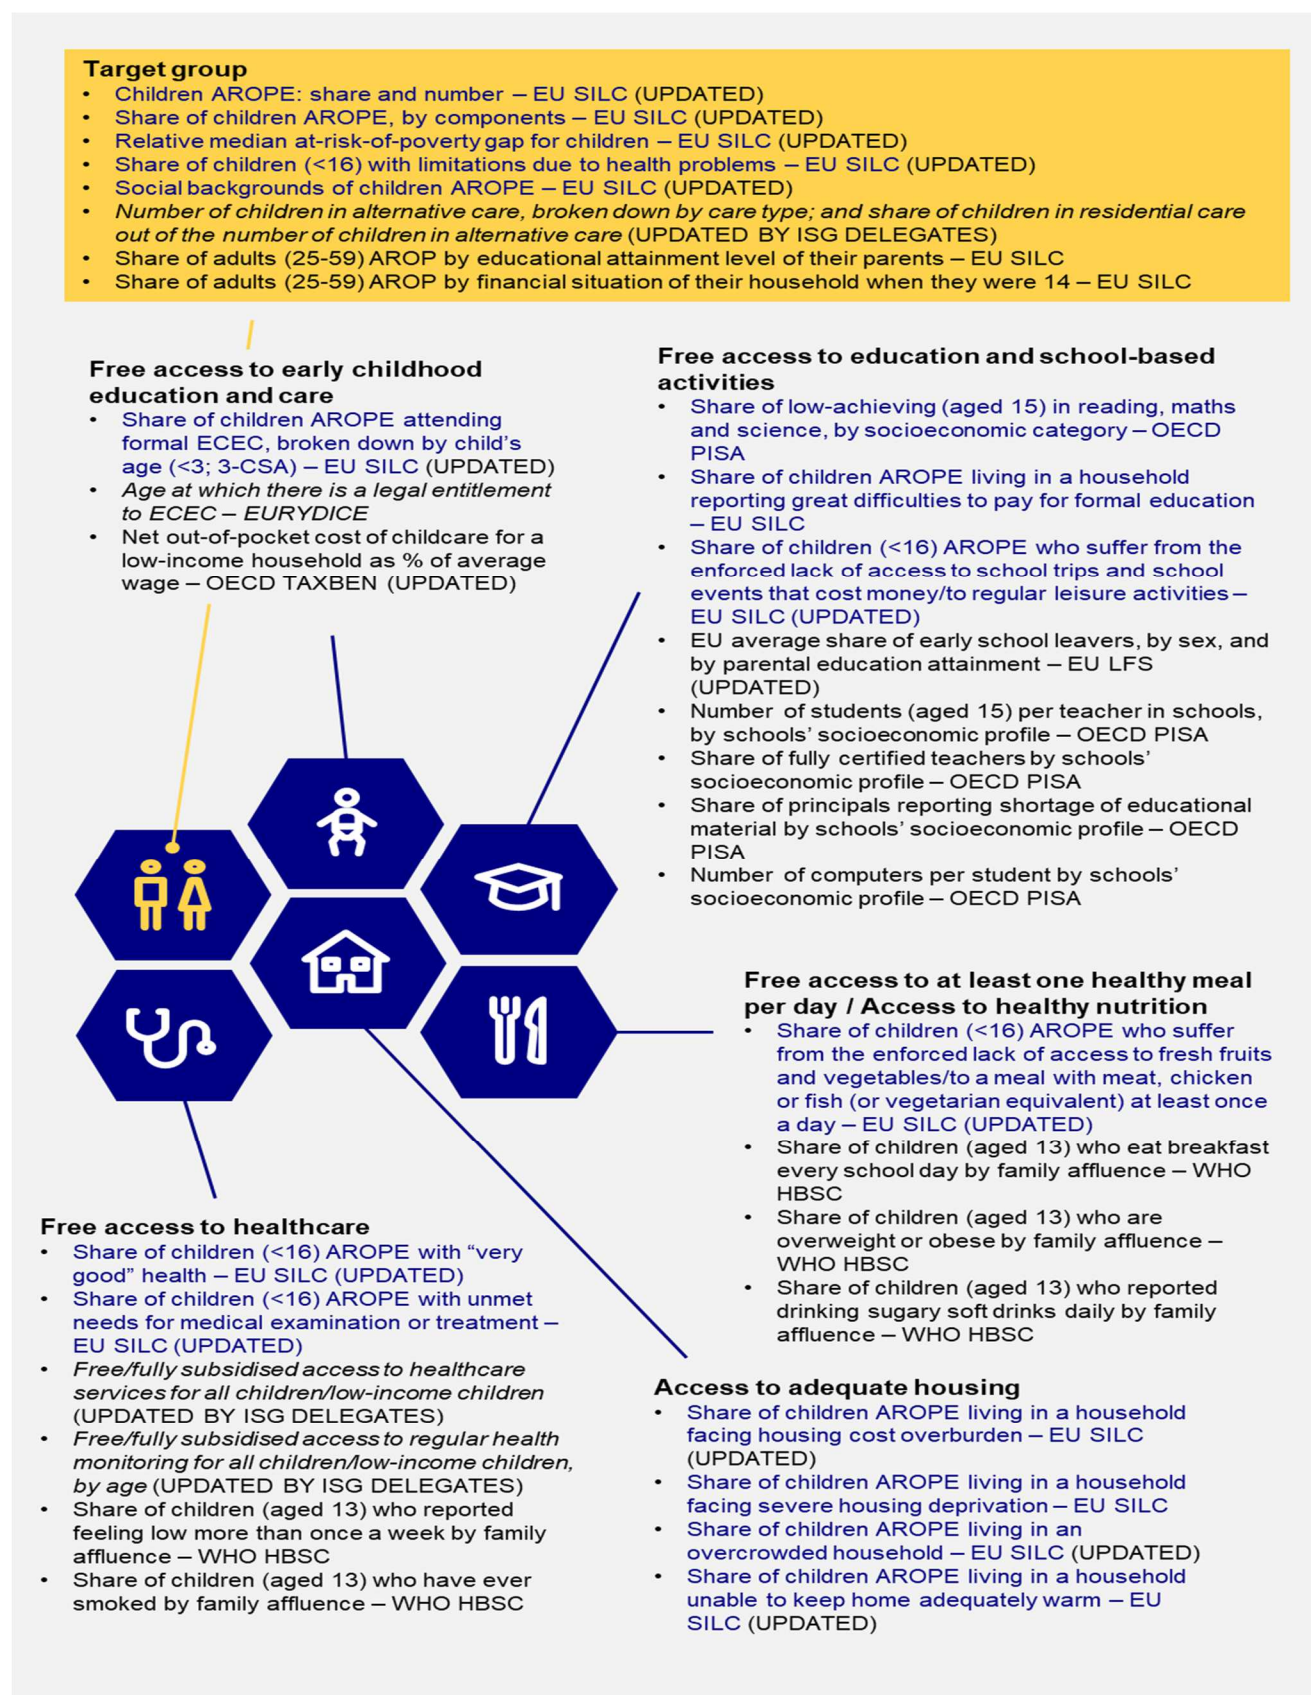 Target group
• Children AROPE: share and number – EU SILC (UPDATED)
• Share of children AROPE, by components – EU SILC (UPDATED)
• Relative median at-risk-of-poverty gap for children – EU SILC (UPDATED)
• Share of children (<16) with limitations due to health problems – EU SILC (UPDATED)
• Social backgrounds of children AROPE – EU SILC (UPDATED)
• Number of children in alternative care, broken down by care type; and share of children in residential care
out of the number of children in alternative care (UPDATED BY ISG DELEGATES)
• Share of adults (25-59) AROP by educational attainment level of their parents – EU SILC
• Share of adults (25-59) AROP by financial situation of their household when they were 14 – EU SILC
Free access to early childhood
education and care
• Share of children AROPE attending
formal ECEC, broken down by child's
age (<3; 3-CSA) – EU SILC (UPDATED)
• Age at which there is a legal entitlement
to ECEC – EURYDICE
• Net out-of-pocket cost of childcare for a
low-income household as % of average
wage – OECD TAXBEN (UPDATED)
Free access to education and school-based
activities
• Share of low-achieving (aged 15) in reading, maths
and science, by socioeconomic category – OECD
PISA
• Share of children AROPE living in a household
reporting great difficulties to pay for formal education
– EU SILC
• Share of children (<16) AROPE who suffer from the
enforced lack of access to school trips and school
events that cost money/to regular leisure activities –
EU SILC (UPDATED)
• EU average share of early school leavers, by sex, and
by parental education attainment – EU LFS
(UPDATED)
• Number of students (aged 15) per teacher in schools,
by schools' socioeconomic profile – OECD PISA
• Share of fully certified teachers by schools'
socioeconomic profile – OECD PISA
• Share of principals reporting shortage of educational
material by schools' socioeconomic profile – OECD
PISA
• Number of computers per student by schools'
socioeconomic profile – OECD PISA
Free access to at least one healthy meal
per day / Access to healthy nutrition
• Share of children (<16) AROPE who suffer
from the enforced lack of access to fresh fruits
and vegetables/to a meal with meat, chicken
or fish (or vegetarian equivalent) at least once
a day – EU SILC (UPDATED)
• Share of children (aged 13) who eat breakfast
every school day by family affluence – WHO
HBSC
• Share of children (aged 13) who are
overweight or obese by family affluence –
WHO HBSC
• Share of children (aged 13) who reported
drinking sugary soft drinks daily by family
affluence – WHO HBSC
Free access to healthcare
• Share of children (<16) AROPE with "very
good" health – EU SILC (UPDATED)
• Share of children (<16) AROPE with unmet
needs for medical examination or treatment –
EU SILC (UPDATED)
• Free/fully subsidised access to healthcare
services for all children/low-income children
(UPDATED BY ISG DELEGATES)
• Free/fully subsidised access to regular health
monitoring for all children/low-income children,
by age (UPDATED BY ISG DELEGATES)
• Share of children (aged 13) who reported
feeling low more than once a week by family
affluence – WHO HBSC
• Share of children (aged 13) who have ever
smoked by family affluence – WHO HBSC
Access to adequate housing
• Share of children AROPE living in a household
facing housing cost overburden – EU SILC
(UPDATED)
• Share of children AROPE living in a household
facing severe housing deprivation – EU SILC
• Share of children AROPE living in an
overcrowded household – EU SILC (UPDATED)
• Share of children AROPE living in a household
unable to keep home adequately warm – EU
SILC (UPDATED)